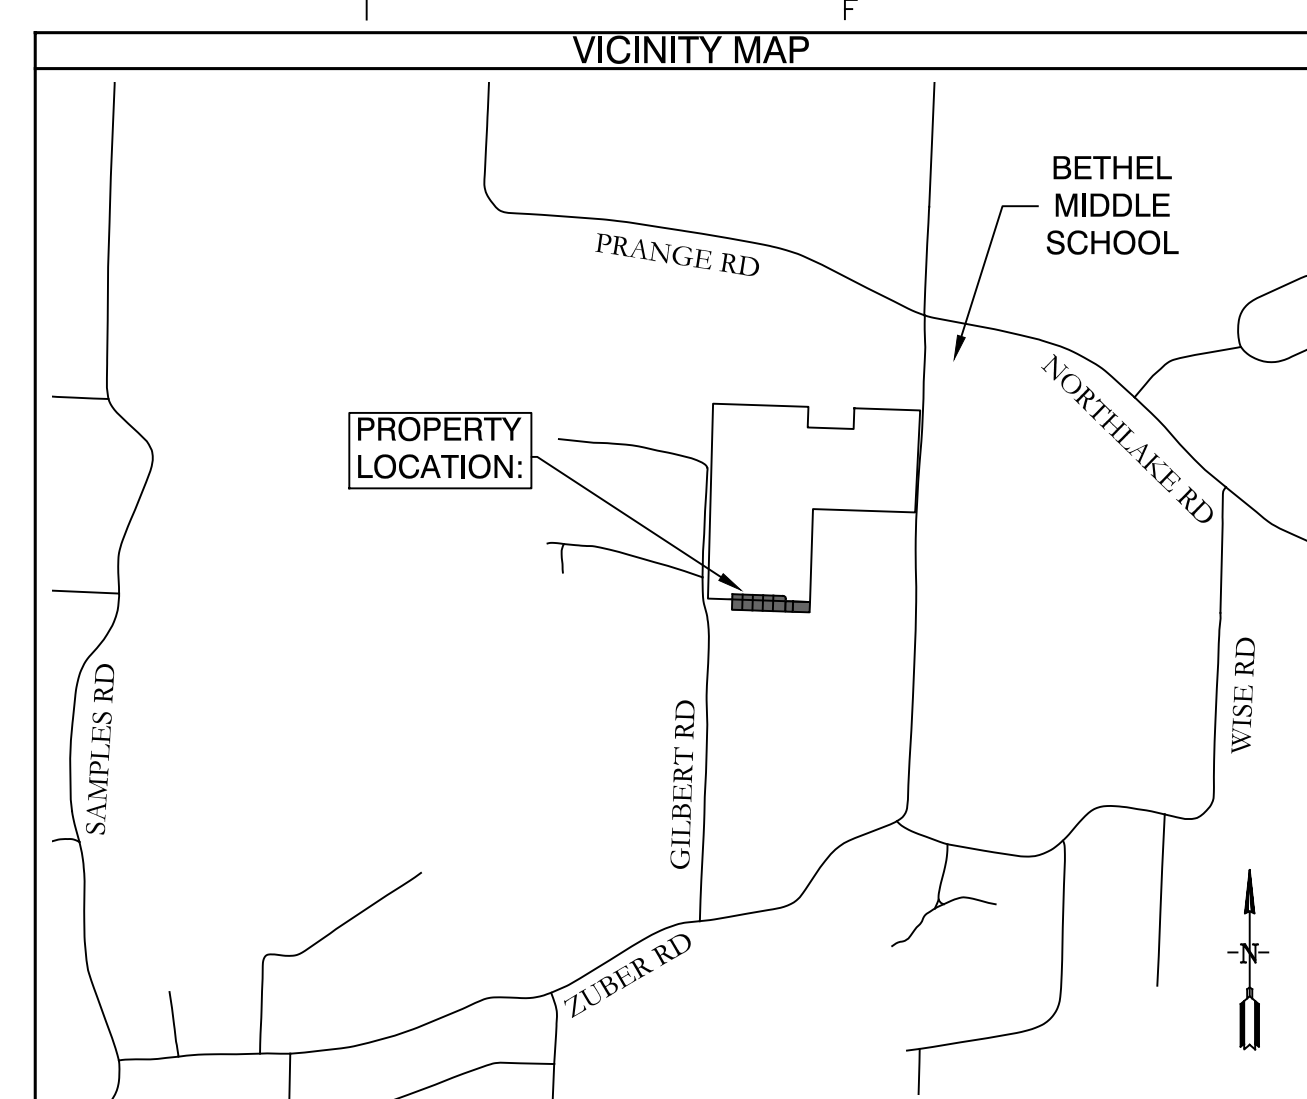 F
VICINITY MAP
BETHEL
MIDDLE
SCHOOL
PRANGE RD
NORTHLAKE RD
PROPERTY
LOCATION:
SAMPLES RD
GILBERT RD
WISE RD
ZUBER RD
-N-